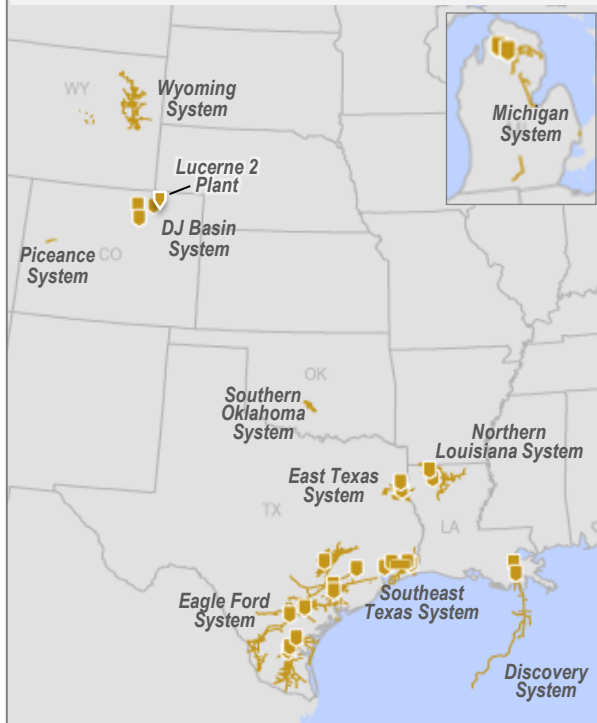 WY
Wyoming
System
Michigan
System
Lucerne 2
Plant
DJ Basin
System
Piceance
System
CO
OK
Southern
Oklahoma
System
Northern
Louisiana System
East Texas
System
TX
LA
Eagle Ford
System
Southeast
Texas System
Discovery
System